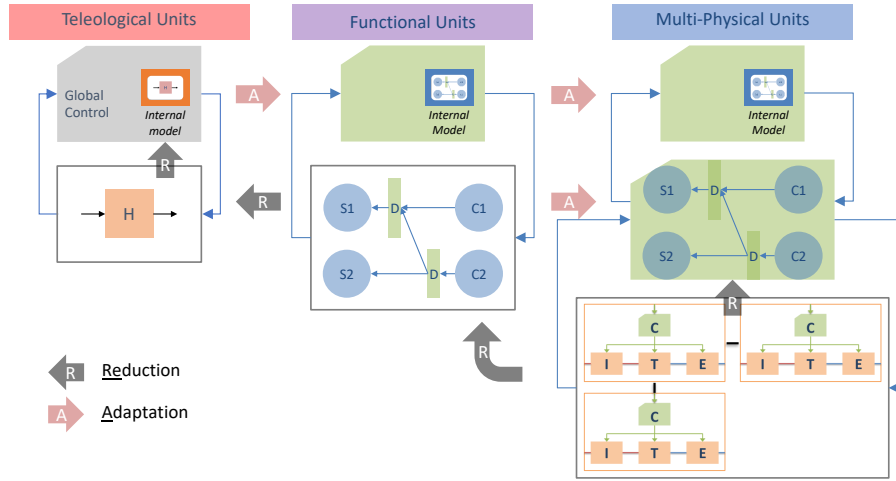 Teleological Units
Functional Units
Multi-Physical Units
Global
Control
H
Internal
model
A
Internal
Model
A
Internal
Model
R
H
R
S1
D
C1
S2
D
C2
A
S1
D
C1
S2
D
C2
R
R
C
I
T
E
C
I
T
E
C
I
T
E
R
Reduction
A
Adaptation